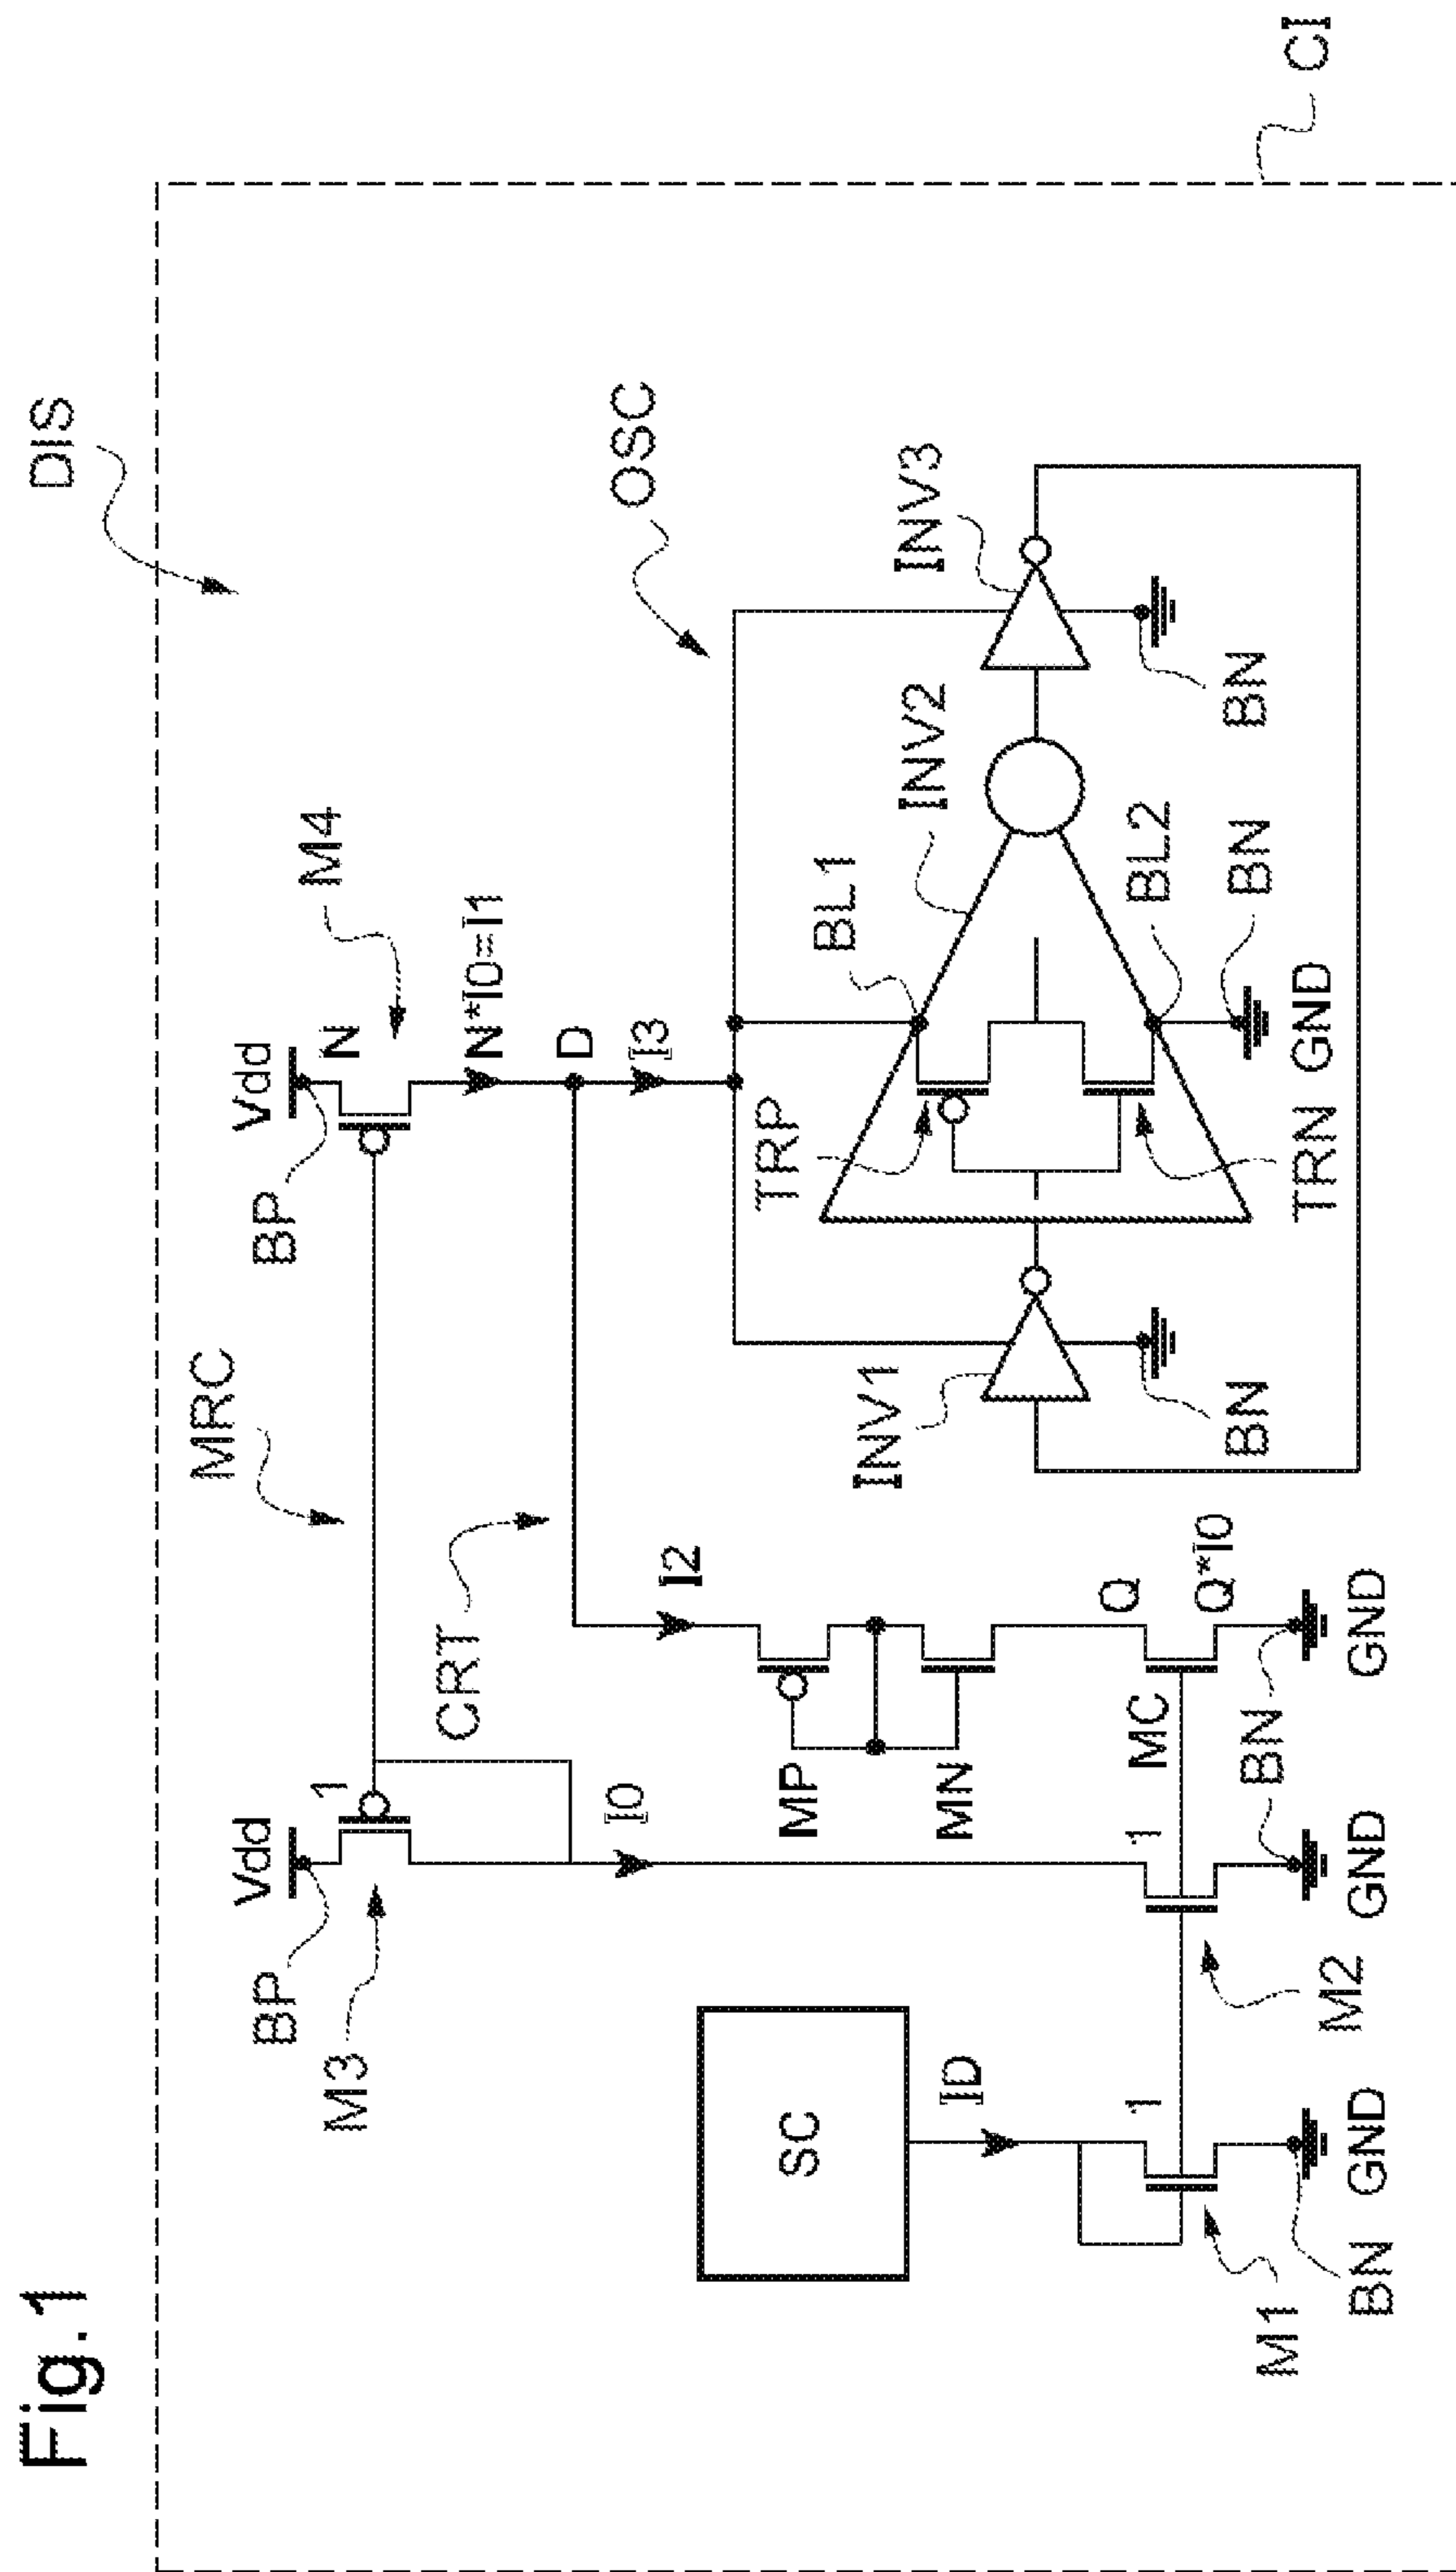 Fig.1
DIS
CI
MRC
Vdd
Vdd
BP
1
BP
N
M3
M4
N*I0=I1
CRT
D
OSC
I0
I3
I2
SC
MP
TRP
BL1
INV2
INV3
INV1
ID
MN
1
1
MC
Q
BL2
Q*I0
BN
TRN
GND
BN
BN
M1
BN
GND
M2
GND
BN
GND